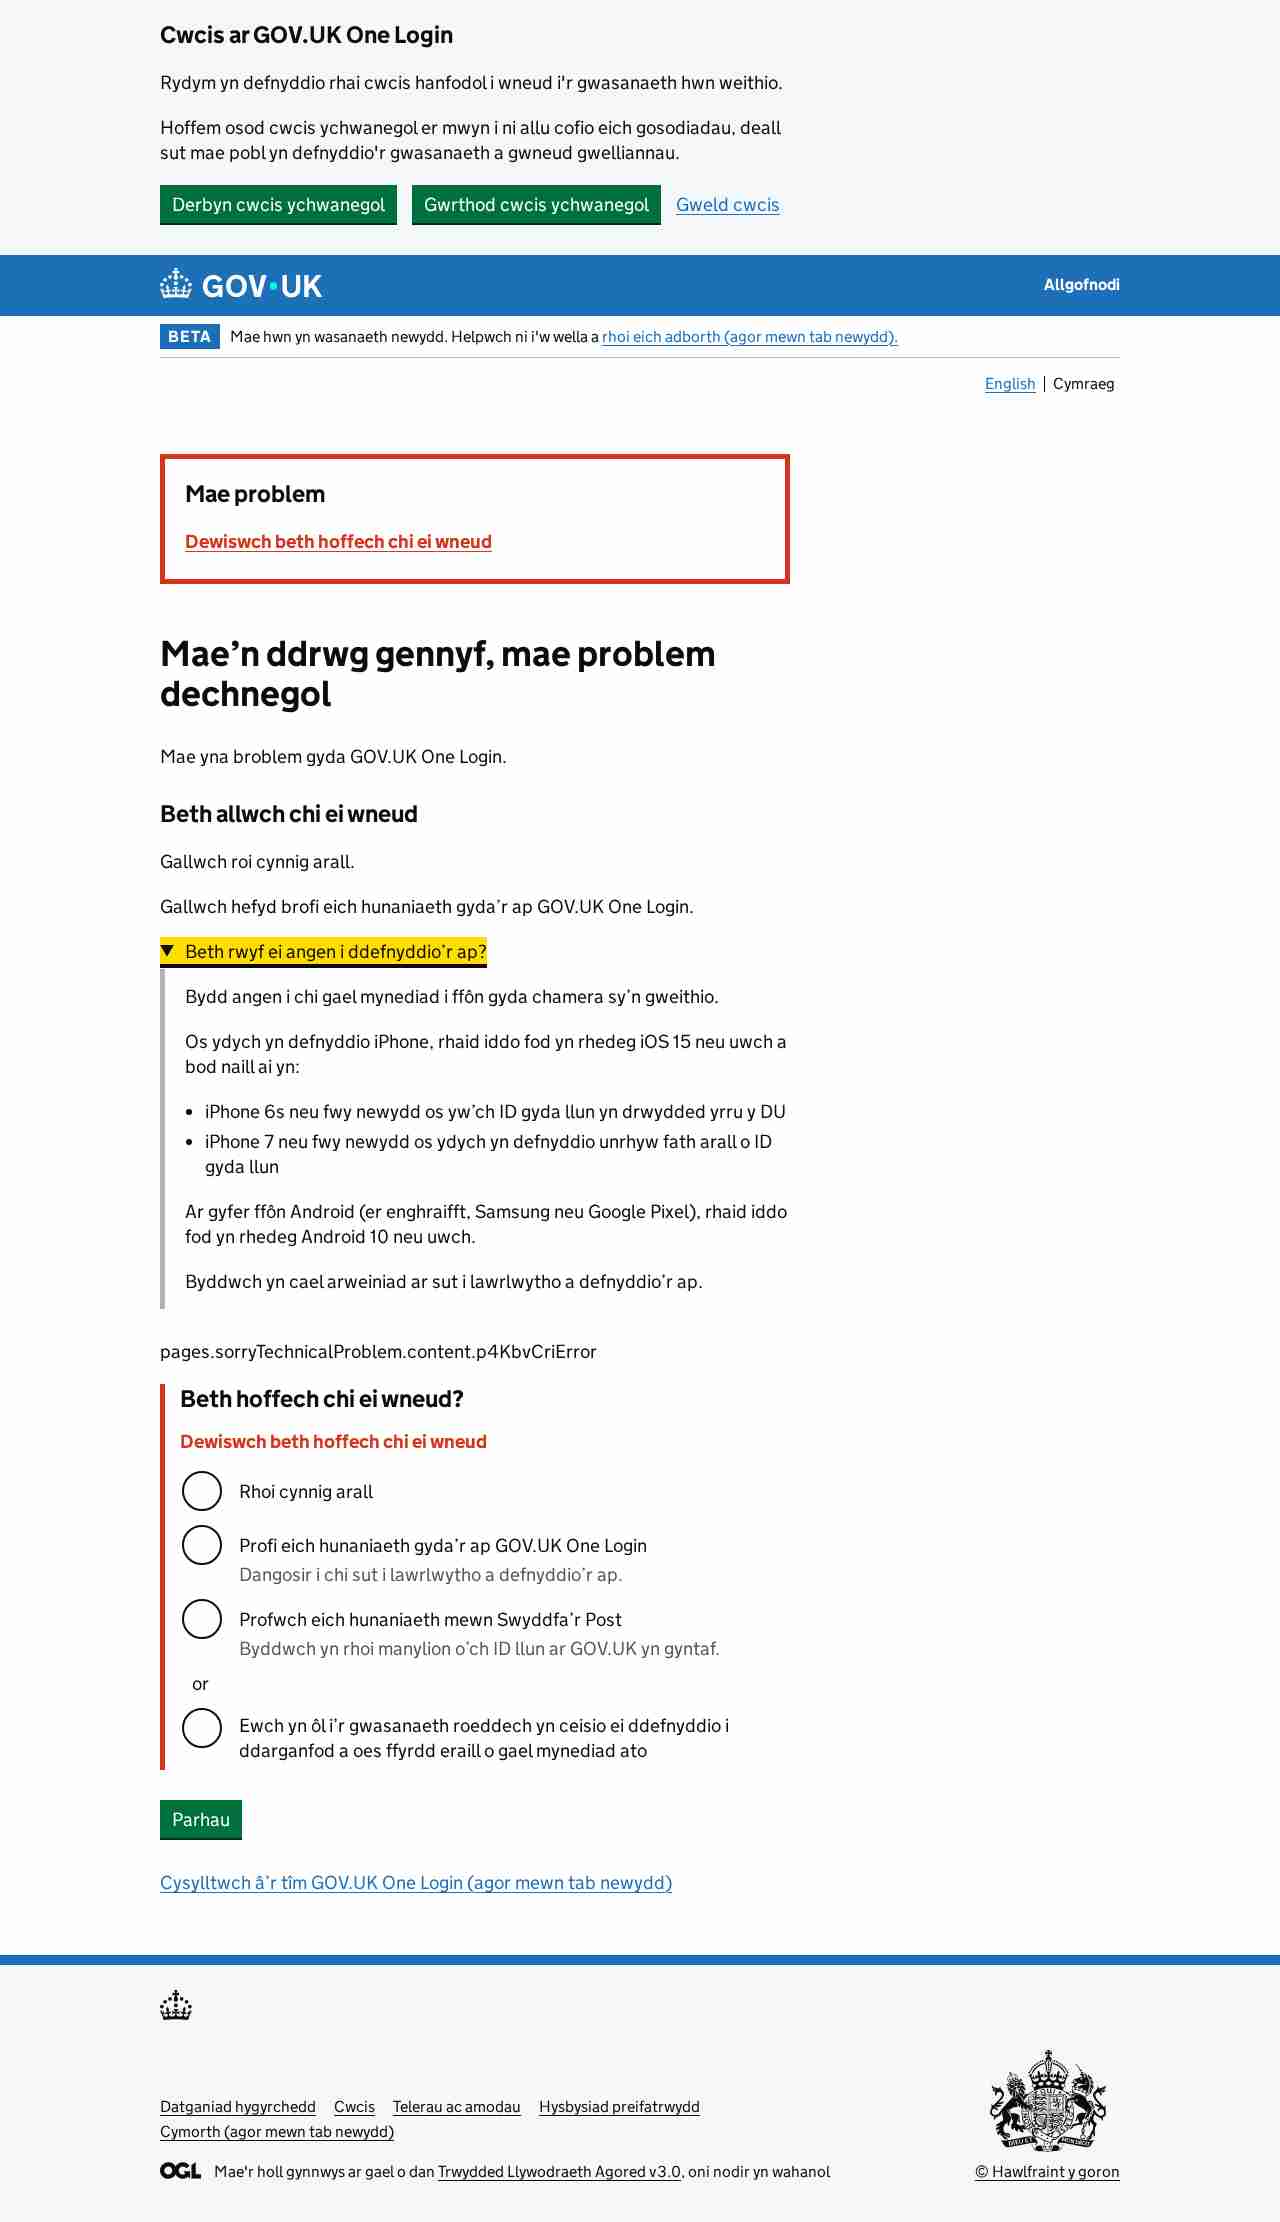 Cwcis ar GOV.UK One Login
Rydym yn defnyddio rhai cwcis hanfodol i wneud i'r gwasanaeth hwn weithio.
Hoffem osod cwcis ychwanegol er mwyn i ni allu cofio eich gosodiadau, deall
sut mae pobl yn defnyddio'r gwasanaeth a gwneud gwelliannau.
Derbyn cwcis ychwanegol Gwrthod cwcis ychwanegol Gweld cwcis
GOV.UK Allgofnodi
BETA Mae hwn yn wasanaeth newydd. Helpwch ni i'w wella a rhoi eich adborth (agor mewn tab newydd).
English Cymraeg
Mae problem
Dewiswch beth hoffech chi ei wneud
Mae’n ddrwg gennyf, mae problem
dechnegol
Mae yna broblem gyda GOV.UK One Login.
Beth allwch chi ei wneud
Gallwch roi cynnig arall.
Gallwch hefyd brofi eich hunaniaeth gyda’r ap GOV.UK One Login.
Beth rwyf ei angen i ddefnyddio’r ap?
Bydd angen i chi gael mynediad i ffôn gyda chamera sy’n gweithio.
Os ydych yn defnyddio iPhone, rhaid iddo fod yn rhedeg iOS 15 neu uwch a
bod naill ai yn:
• iPhone 6s neu fwy newydd os yw’ch ID gyda llun yn drwydded yrru y DU
• iPhone 7 neu fwy newydd os ydych yn defnyddio unrhyw fath arall o ID
gyda llun
Ar gyfer ffôn Android (er enghraifft, Samsung neu Google Pixel), rhaid iddo
fod yn rhedeg Android 10 neu uwch.
Byddwch yn cael arweiniad ar sut i lawrlwytho a defnyddio’r ap.
pages.sorryTechnicalProblem.content.p4KbvCriError
Beth hoffech chi ei wneud?
Dewiswch beth hoffech chi ei wneud
Rhoi cynnig arall
Profi eich hunaniaeth gyda’r ap GOV.UK One Login
Dangosir i chi sut i lawrlwytho a defnyddio’r ap.
Profwch eich hunaniaeth mewn Swyddfa’r Post
Byddwch yn rhoi manylion o’ch ID llun ar GOV.UK yn gyntaf.
or
Ewch yn ôl i’r gwasanaeth roeddech yn ceisio ei ddefnyddio i
ddarganfod a oes ffyrdd eraill o gael mynediad ato
Parhau
Cysylltwch â’r tîm GOV.UK One Login (agor mewn tab newydd)
Datganiad hygyrchedd Cwcis Telerau ac amodau Hysbysiad preifatrwydd
Cymorth (agor mewn tab newydd)
OGL Mae'r holl gynnwys ar gael o dan Trwydded Llywodraeth Agored v3.0, oni nodir yn wahanol
© Hawlfraint y goron